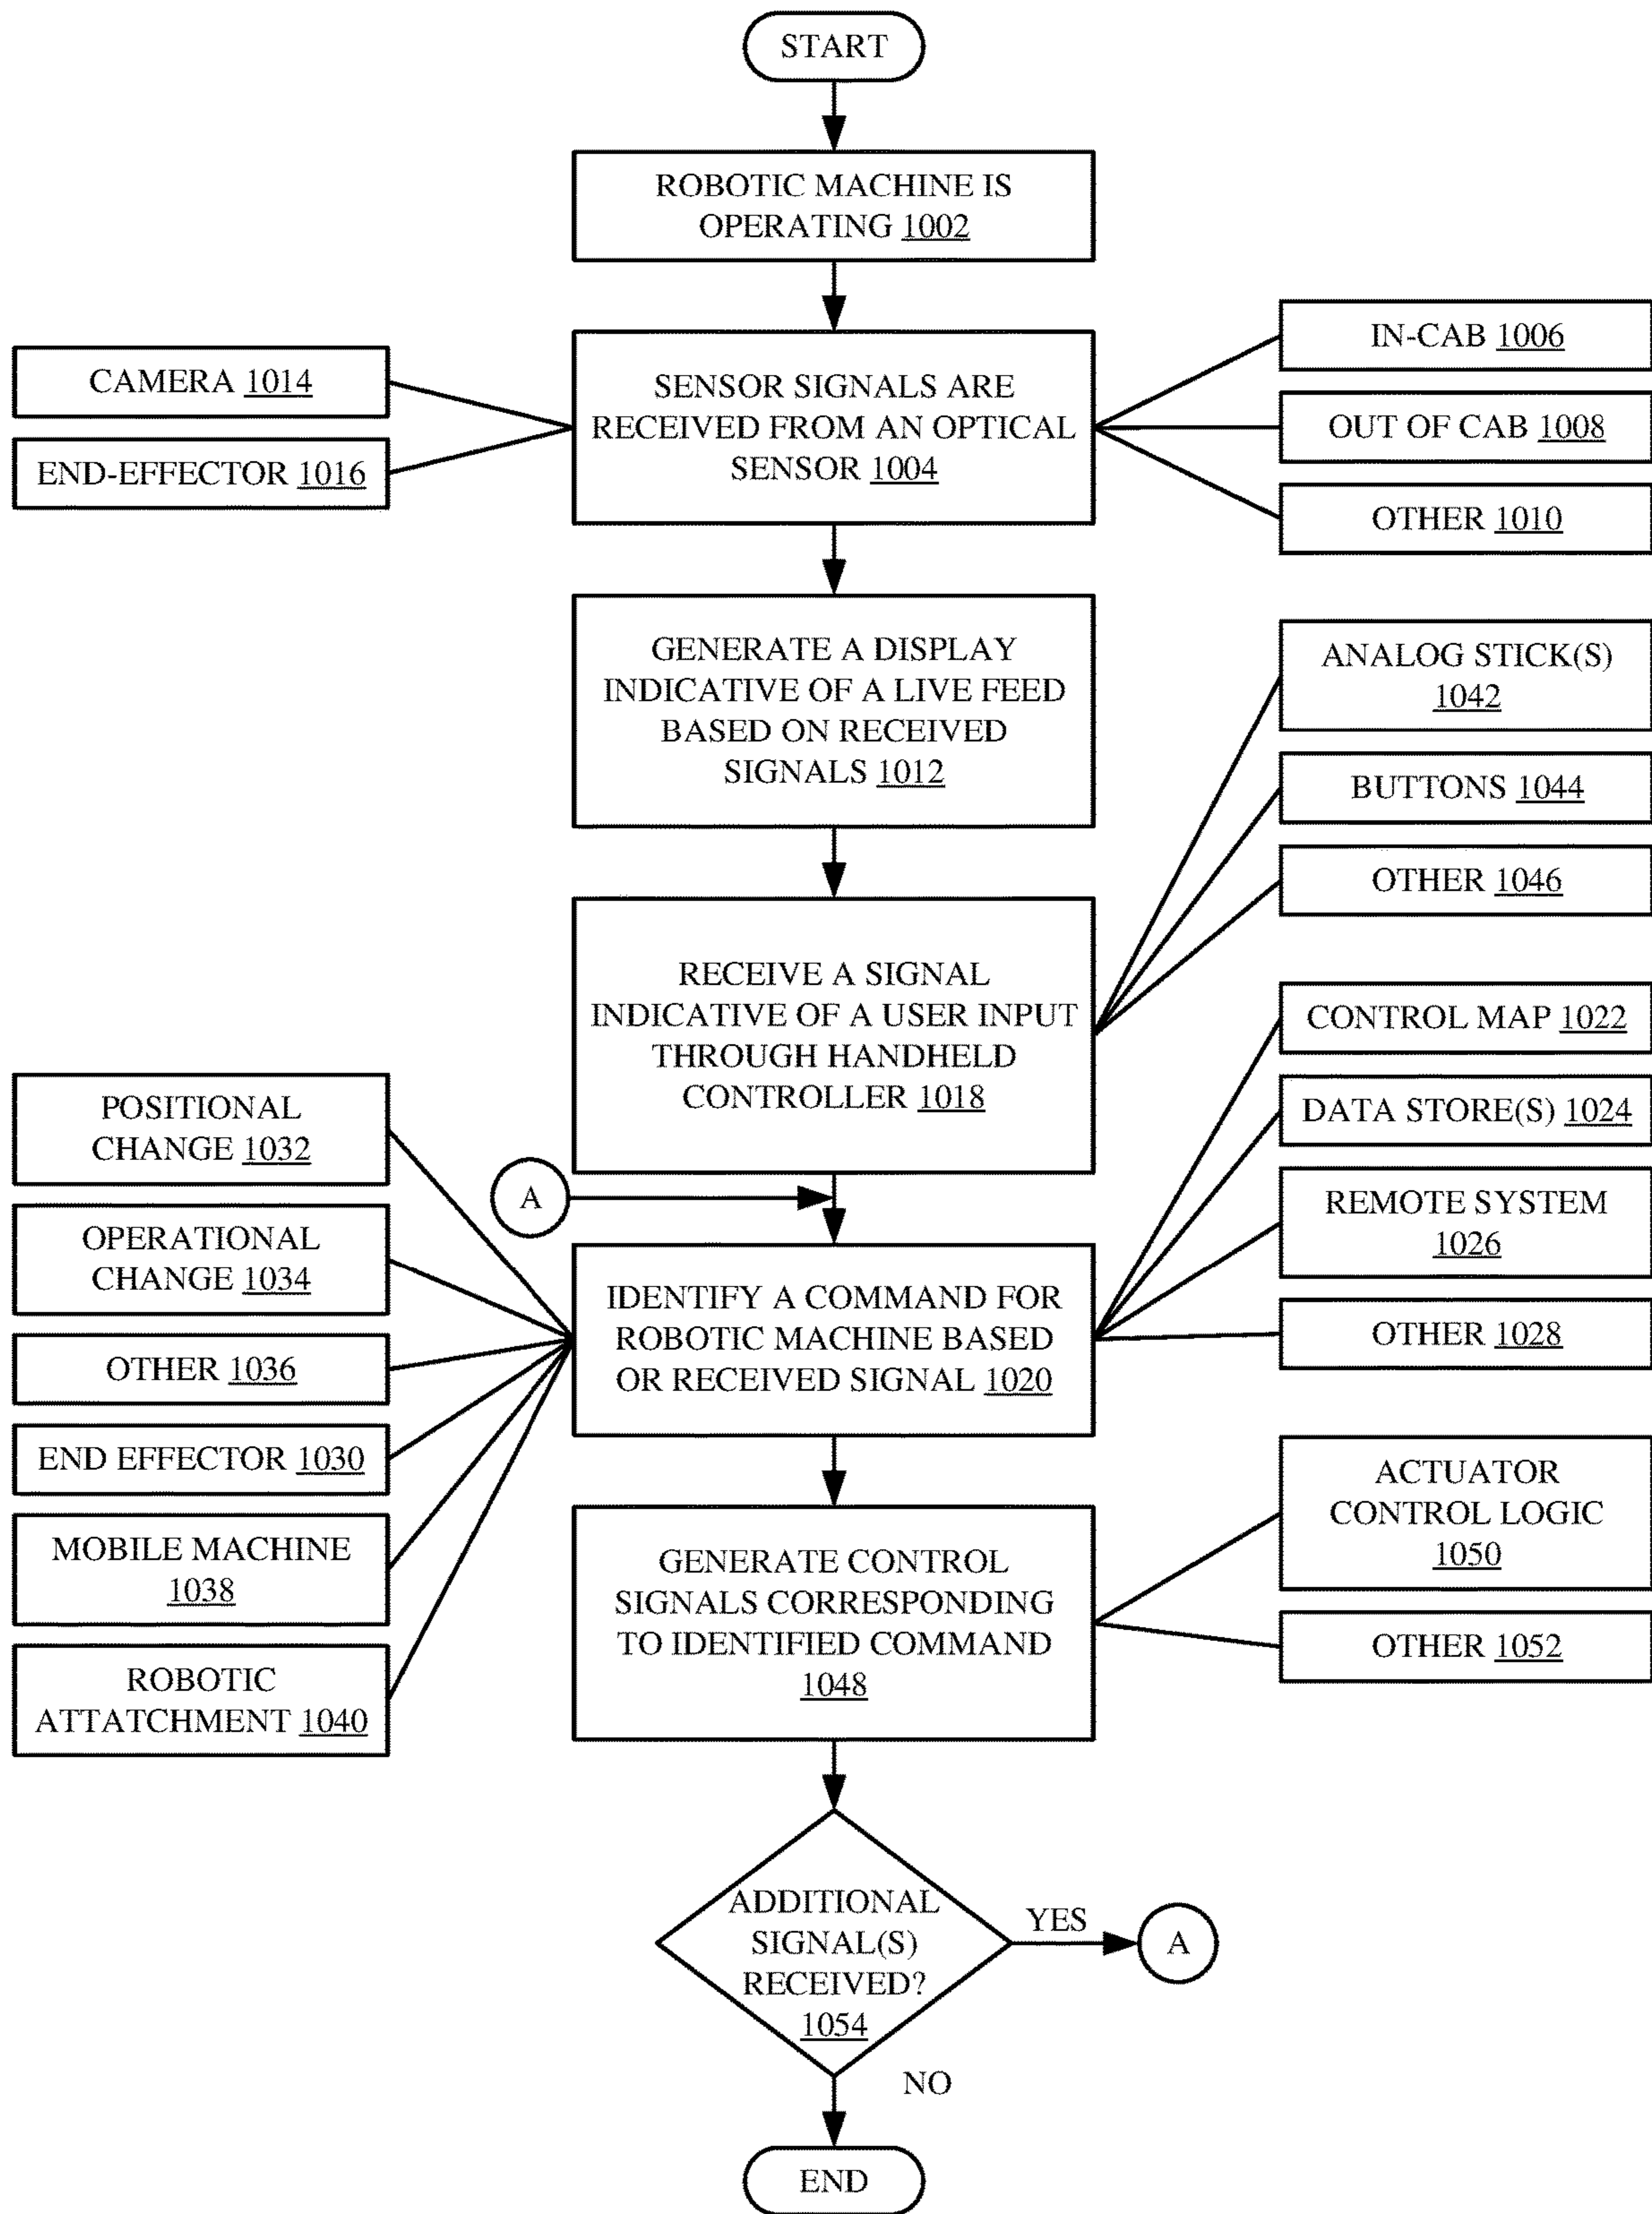 START
ROBOTIC MACHINE IS
OPERATING 1002
SENSOR SIGNALS ARE
RECEIVED FROM AN OPTICAL
SENSOR 1004
CAMERA 1014
END-EFFECTOR 1016
IN-CAB 1006
OUT OF CAB 1008
OTHER 1010
GENERATE A DISPLAY
INDICATIVE OF A LIVE FEED
BASED ON RECEIVED
SIGNALS 1012
RECEIVE A SIGNAL
INDICATIVE OF A USER INPUT
THROUGH HANDHELD
CONTROLLER 1018
ANALOG STICK(S)
1042
BUTTONS 1044
OTHER 1046
A
IDENTIFY A COMMAND FOR
ROBOTIC MACHINE BASED
OR RECEIVED SIGNAL 1020
POSITIONAL
CHANGE 1032
OPERATIONAL
CHANGE 1034
OTHER 1036
END EFFECTOR 1030
MOBILE MACHINE
1038
ROBOTIC
ATTATCHMENT 1040
CONTROL MAP 1022
DATA STORE(S) 1024
REMOTE SYSTEM
1026
OTHER 1028
GENERATE CONTROL
SIGNALS CORRESPONDING
TO IDENTIFIED COMMAND
1048
ACTUATOR
CONTROL LOGIC
1050
OTHER 1052
ADDITIONAL
SIGNAL(S)
RECEIVED?
1054
YES
A
NO
END